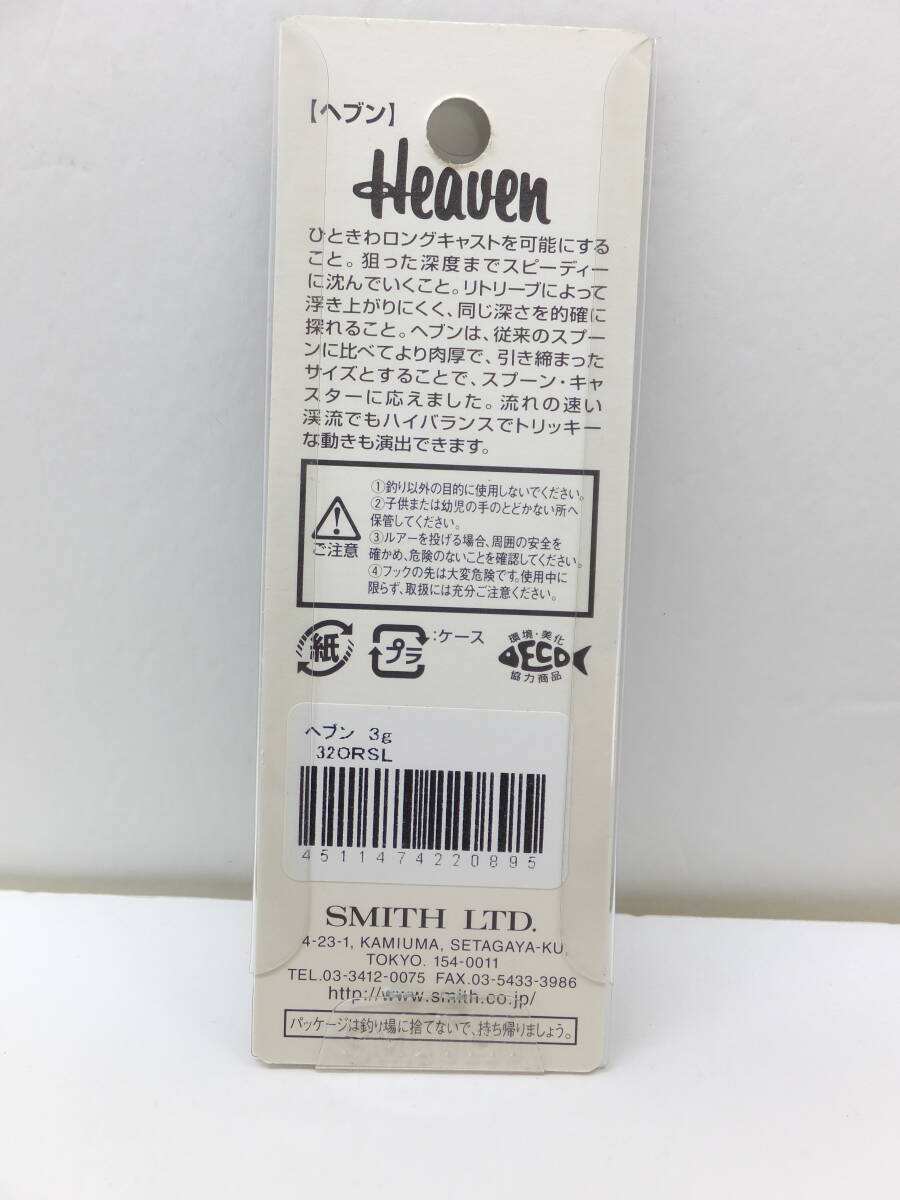 【ヘブン】
Heaven
ひときわロングキャストを可能にする
こと。狙った深度までスピーディー
に沈んでいくこと。リトリーブによって
浮き上がりにくく、同じ深さを的確に
探れること。ヘブンは、従来のスプー
ンに比べてより肉厚で、引き締まった
サイズとすることで、スプーン・キャ
スターに応えました。流れの速い
渓流でもハイバランスでトリッキー
な動きも演出できます。
①釣り以外の目的に使用しないでください。
②子供または幼児の手のとどかない所へ
保管してください。
③ルアーを投げる場合、周囲の安全を
確かめ、危険のないことを確認してください。
④フックの先は大変危険です。使用中に
限らず、取扱には充分ご注意ください。
ご注意
紙
プラ
:ケース
環境・美化
ECO
協力商品
ヘブン 3g
32ORSL
4511474220895
SMITH LTD.
4-23-1, KAMIUMA, SETAGAYA-KU,
TOKYO. 154-0011
TEL.03-3412-0075 FAX.03-5433-3986
http://www.smith.co.jp/
パッケージは釣り場に捨てないで、持ち帰りましょう。